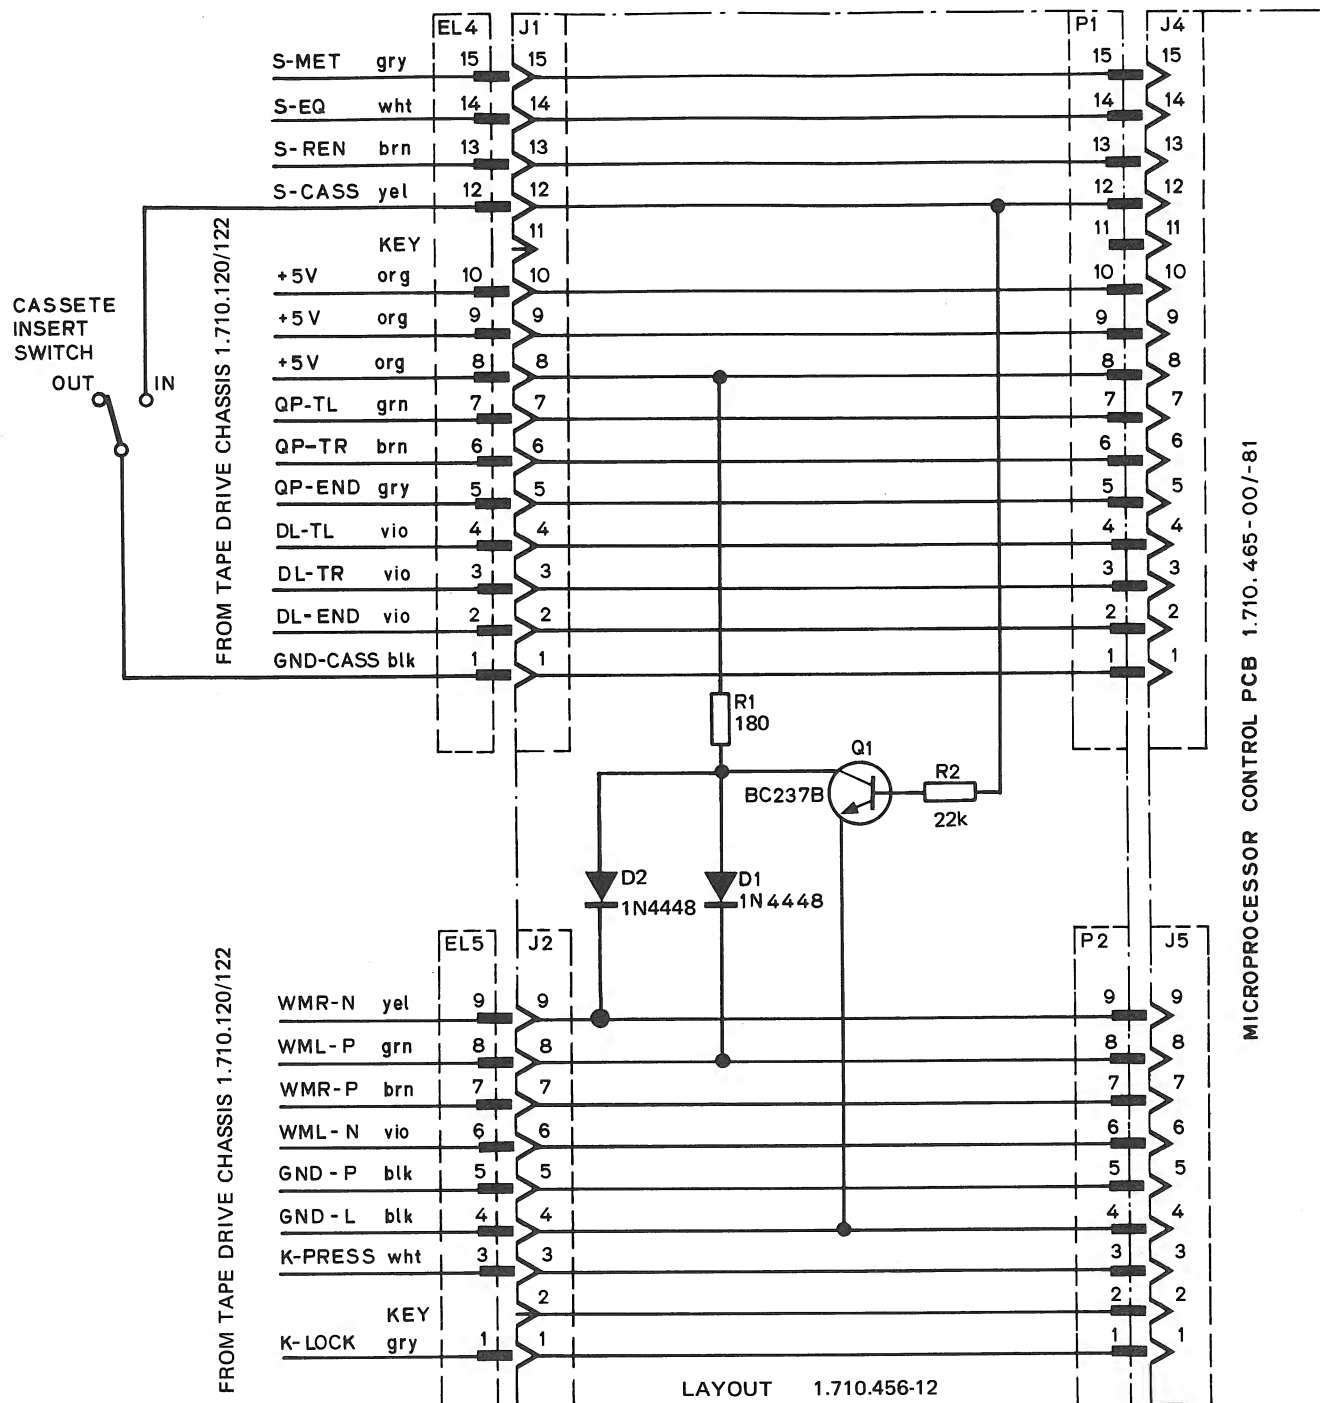 EL4 J1 P1 J4
S-MET gry 15 15 15 15
S-EQ wht 14 14 14 14
S-REN brn 13 13 13 13
S-CASS yel 12 12 12 12
KEY 11 11 11
+5V org 10 10 10 10
+5V org 9 9 9 9
+5V org 8 8 8 8
QP-TL grn 7 7 7 7
QP-TR brn 6 6 6 6
QP-END gry 5 5 5 5
DL-TL vio 4 4 4 4
DL-TR vio 3 3 3 3
DL-END vio 2 2 2 2
GND-CASS blk 1 1 1 1
CASSETE
INSERT
SWITCH
OUT IN
FROM TAPE DRIVE CHASSIS 1.710.120/122
MICROPROCESSOR CONTROL PCB 1.710.465-00/-81
R1
180
Q1
BC237B
R2
22k
D2
1N4448
D1
1N4448
EL5 J2 P2 J5
WMR-N yel 9 9 9 9
WML-P grn 8 8 8 8
WMR-P brn 7 7 7 7
WML-N vio 6 6 6 6
GND-P blk 5 5 5 5
GND-L blk 4 4 4 4
K-PRESS wht 3 3 3 3
KEY 2 2 2
K-LOCK gry 1 1 1 1
FROM TAPE DRIVE CHASSIS 1.710.120/122
LAYOUT 1.710.456-12